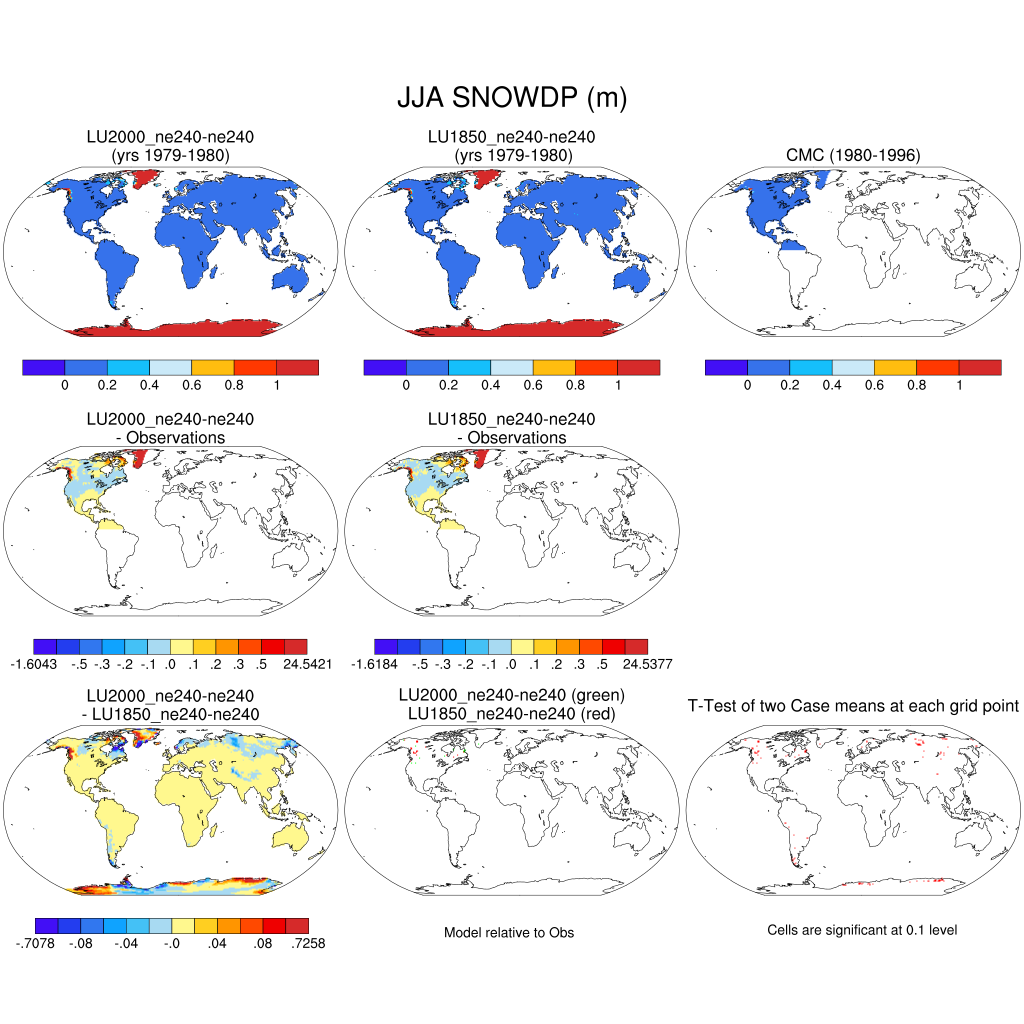 JJA SNOWDP (m)
LU2000_ne240-ne240
(yrs 1979-1980)
LU1850_ne240-ne240
(yrs 1979-1980)
CMC (1980-1996)
0 0.2 0.4 0.6 0.8 1
0 0.2 0.4 0.6 0.8 1
0 0.2 0.4 0.6 0.8 1
LU2000_ne240-ne240
- Observations
LU1850_ne240-ne240
- Observations
-1.6043 -.5 -.3 -.2 -.1 .0 .1 .2 .3 .5 24.5421
-1.6184 -.5 -.3 -.2 -.1 .0 .1 .2 .3 .5 24.5377
LU2000_ne240-ne240
- LU1850_ne240-ne240
LU2000_ne240-ne240 (green)
LU1850_ne240-ne240 (red)
T-Test of two Case means at each grid point
-.7078 -.08 -.04 -.0 .04 .08 .7258
Model relative to Obs
Cells are significant at 0.1 level